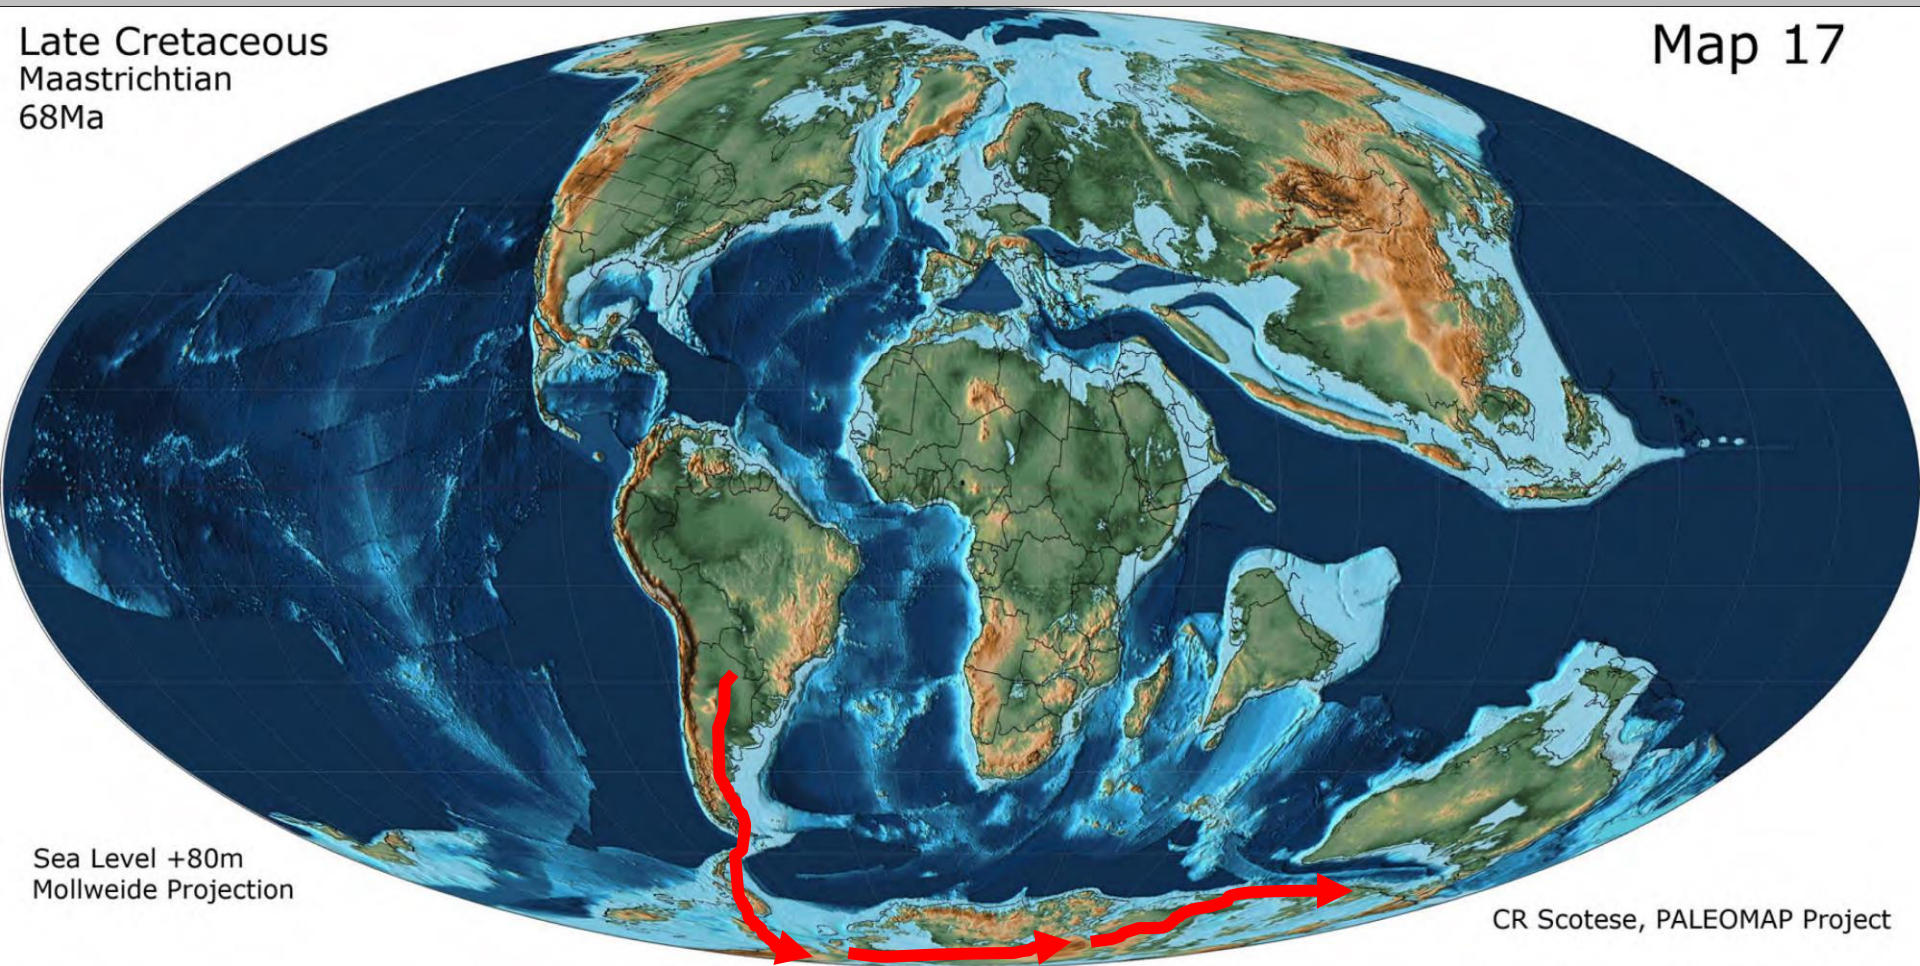 Late Cretaceous
Maastrichtian
68Ma
Map 17
Sea Level +80m
Mollweide Projection
CR Scotese, PALEOMAP Project